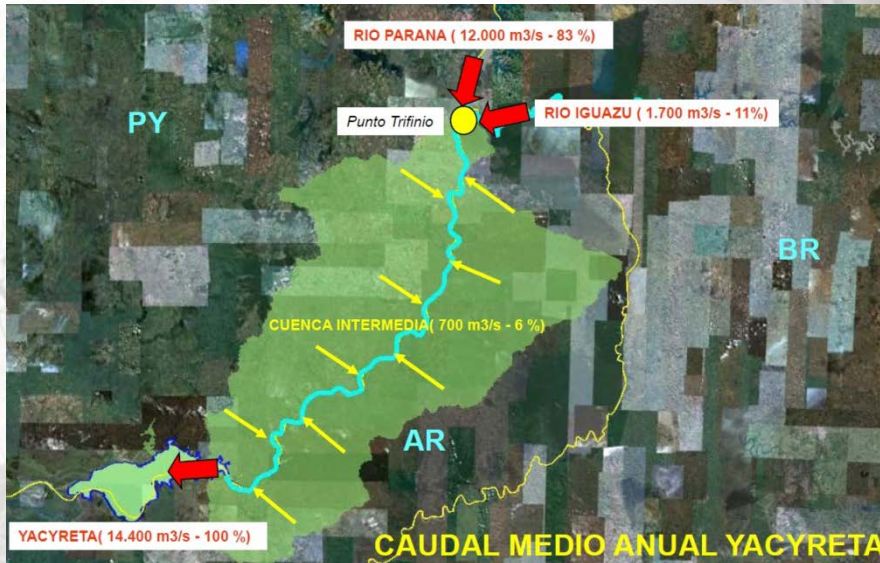 RIO PARANA ( 12.000 m3/s - 83 %)
Punto Trifinio
RIO IGUAZU ( 1.700 m3/s - 11%)
PY
BR
CUENCA INTERMEDIA( 700 m3/s - 6 %)
AR
YACYRETA( 14.400 m3/s - 100 %)
CAUDAL MEDIO ANUAL YACYRETA